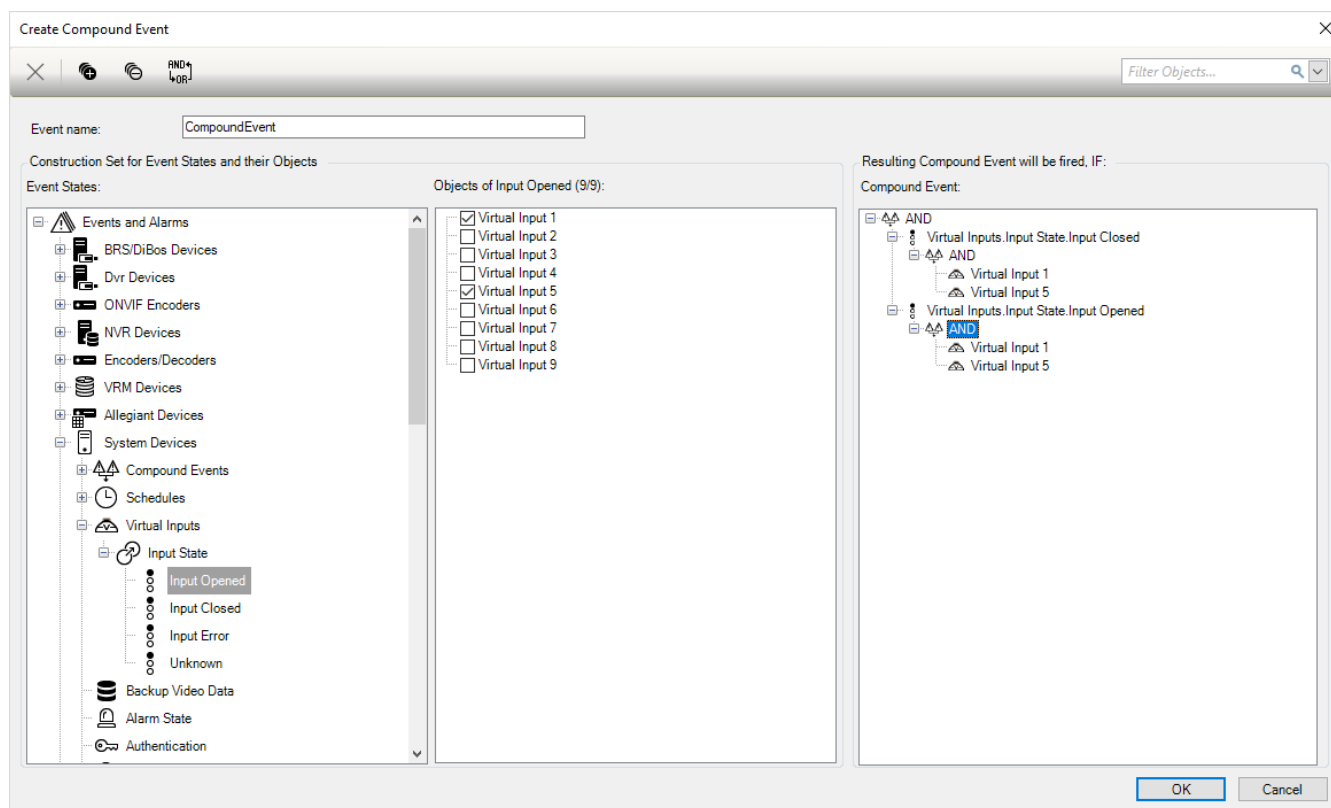 Create Compound Event
AND
OR
Filter Objects...
Event name:
CompoundEvent
Construction Set for Event States and their Objects
Event States:
Events and Alarms
BRS/DiBos Devices
Dvr Devices
ONVIF Encoders
NVR Devices
Encoders/Decoders
VRM Devices
Allegiant Devices
System Devices
Compound Events
Schedules
Virtual Inputs
Input State
Input Opened
Input Closed
Input Error
Unknown
Backup Video Data
Alarm State
Authentication
Objects of Input Opened (9/9):
Virtual Input 1
Virtual Input 2
Virtual Input 3
Virtual Input 4
Virtual Input 5
Virtual Input 6
Virtual Input 7
Virtual Input 8
Virtual Input 9
Resulting Compound Event will be fired, IF:
Compound Event:
AND
Virtual Inputs.Input State.Input Closed
AND
Virtual Input 1
Virtual Input 5
Virtual Inputs.Input State.Input Opened
AND
Virtual Input 1
Virtual Input 5
OK
Cancel